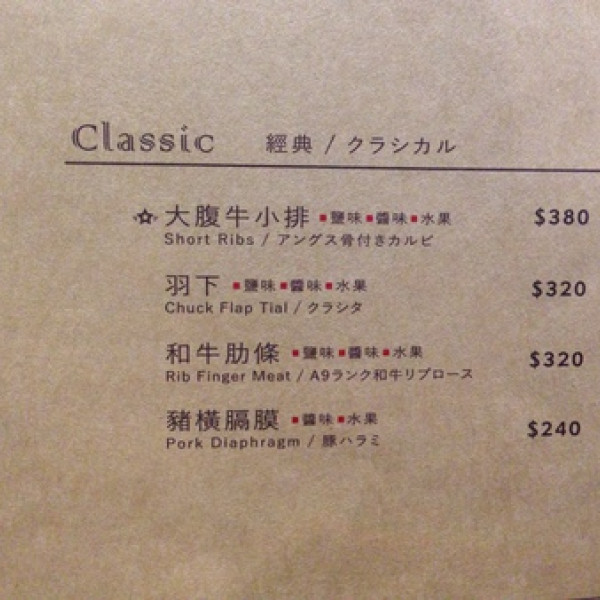 Classic 經典 / クラシカル
☆大腹牛小排 ■鹽味■醬味■水果 $380
Short Ribs / アングス骨付きカルビ
羽下 ■鹽味■醬味■水果 $320
Chuck Flap Tial / クラシタ
和牛肋條 ■鹽味■醬味■水果 $320
Rib Finger Meat / A9ランク和牛リブロース
豬橫膈膜 ■醬味■水果 $240
Pork Diaphragm / 豚ハラミ